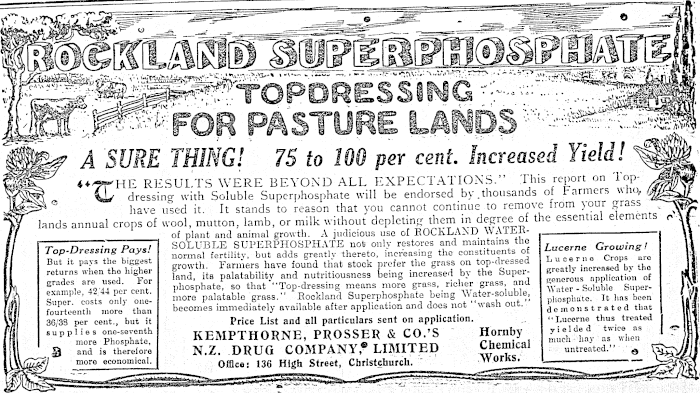 ROCKLAND SUPERPHOSPHATE
TOPDRESSING
FOR PASTURE LANDS
A SURE THING! 75 to 100 per cent. Increased Yield!
"THE RESULTS WERE BEYOND ALL EXPECTATIONS." This report on Top-
dressing with Soluble Superphosphate will be endorsed by thousands of Farmers who
have used it. It stands to reason that you cannot continue to remove from your grass
lands annual crops of wool, mutton, lamb, or milk without depleting them in degree of the essential elements
of plant and animal growth. A judicious use of ROCKLAND WATER-
SOLUBLE SUPERPHOSPHATE not only restores and maintains the
normal fertility, but adds greatly thereto, increasing the constituents of
growth. Farmers have found that stock prefer the grass on top-dressed
land, its palatability and nutritiousness being increased by the Super-
phosphate, so that "Top-dressing means more grass, richer grass, and
more palatable grass. Rockland Superphosphate being Water-soluble,
becomes immediately available after application and does not "wash out."
Top-Dressing Pays!
But it pays the biggest
returns when the higher
grades are used. For
example, 42/44 per cent.
Super. costs only one-
fourteenth more than
36/38 per cent., but it
supplies one-seventh
more Phosphate,
and is therefore
more economical.
Lucerne Growing!
Lucerne Crops are
greatly increased by the
generous application of
Water-Soluble Super-
phosphate. It has been
demonstrated that
"Lucerne thus treated
yielded twice as
much hay as when
untreated."
Price List and all particulars sent on application.
KEMPTHORNE, PROSSER & CO.'S
N.Z. DRUG COMPANY, LIMITED
Office: 136 High Street, Christchurch.
Hornby
Chemical
Works.